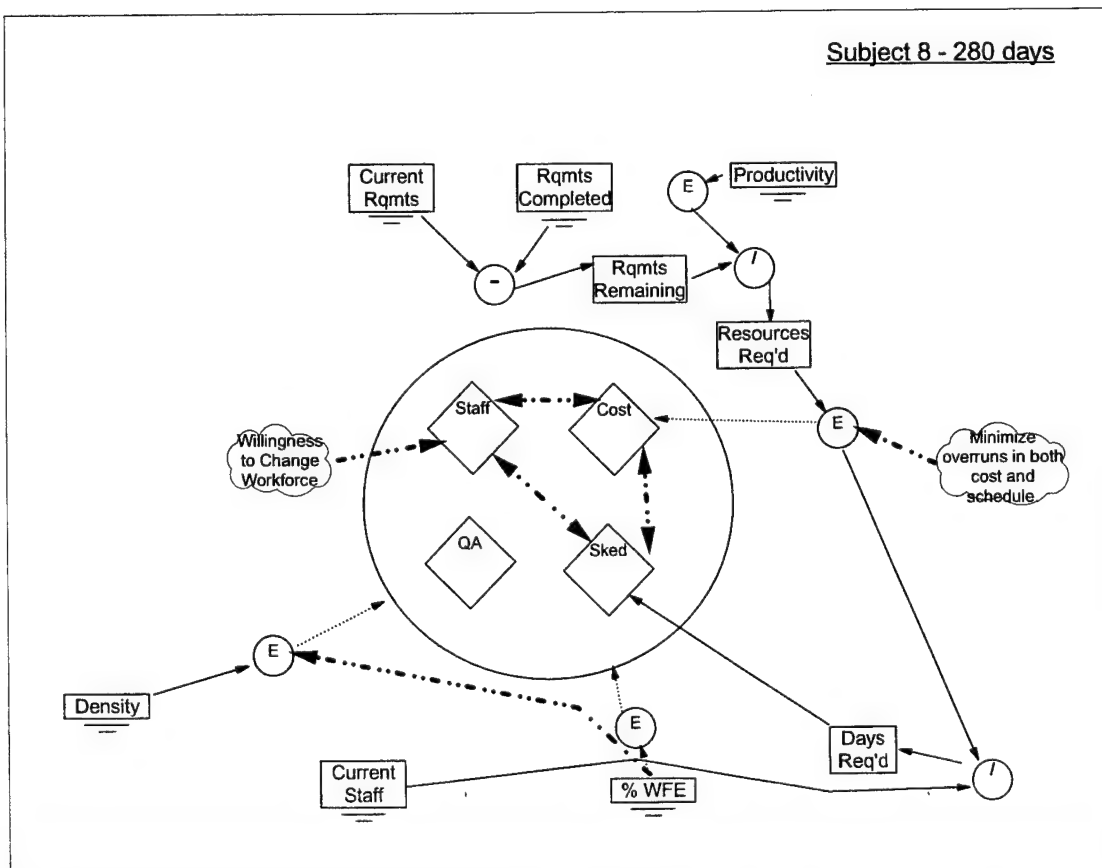 Subject 8 - 280 days
Current
Rqmts
Rqmts
Completed
E
Productivity
-
Rqmts
Remaining
/
Resources
Req'd
Staff
Cost
E
Willingness
to Change
Workforce
Minimize
overruns in both
cost and
schedule
QA
Sked
E
Density
E
Days
Req'd
Current
Staff
% WFE
/